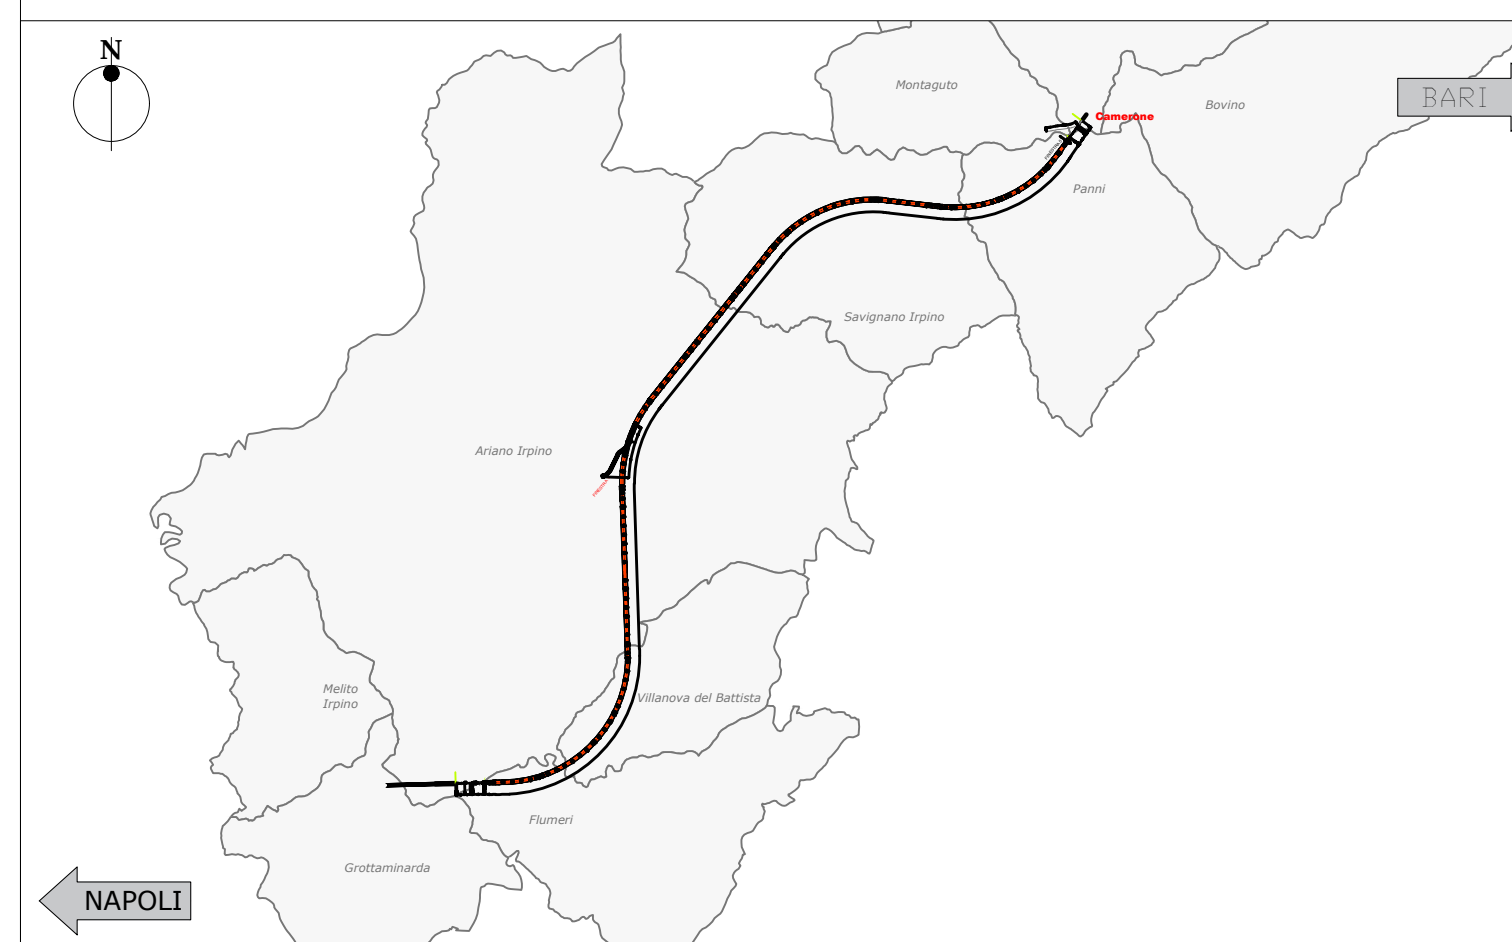 N
Montaguto
Bovino
BARI
Camerone
Panni
Savignano Irpino
Ariano Irpino
Melito
Irpino
Villanova del Battista
Flumeri
Grottaminarda
NAPOLI